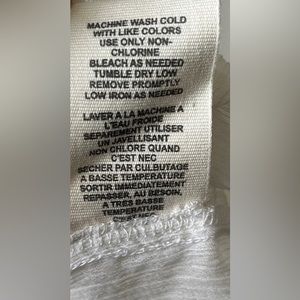 MACHINE WASH COLD
WITH LIKE COLORS
USE ONLY NON-
CHLORINE
BLEACH AS NEEDED
TUMBLE DRY LOW
REMOVE PROMPTLY
LOW IRON AS NEEDED
LAVER A LA MACHINE A
L'EAU FROIDE
SEPAREMENT UTILISER
UN JAVELLISANT
NON CHLORE QUAND
C'EST NEC
SECHER PAR CULBUTAGE
A BASSE TEMPERATURE
SORTIR IMMEDIATEMENT
REPASSER, AU BESOIN,
A TRES BASSE
TEMPERATURE
C'EST NEC